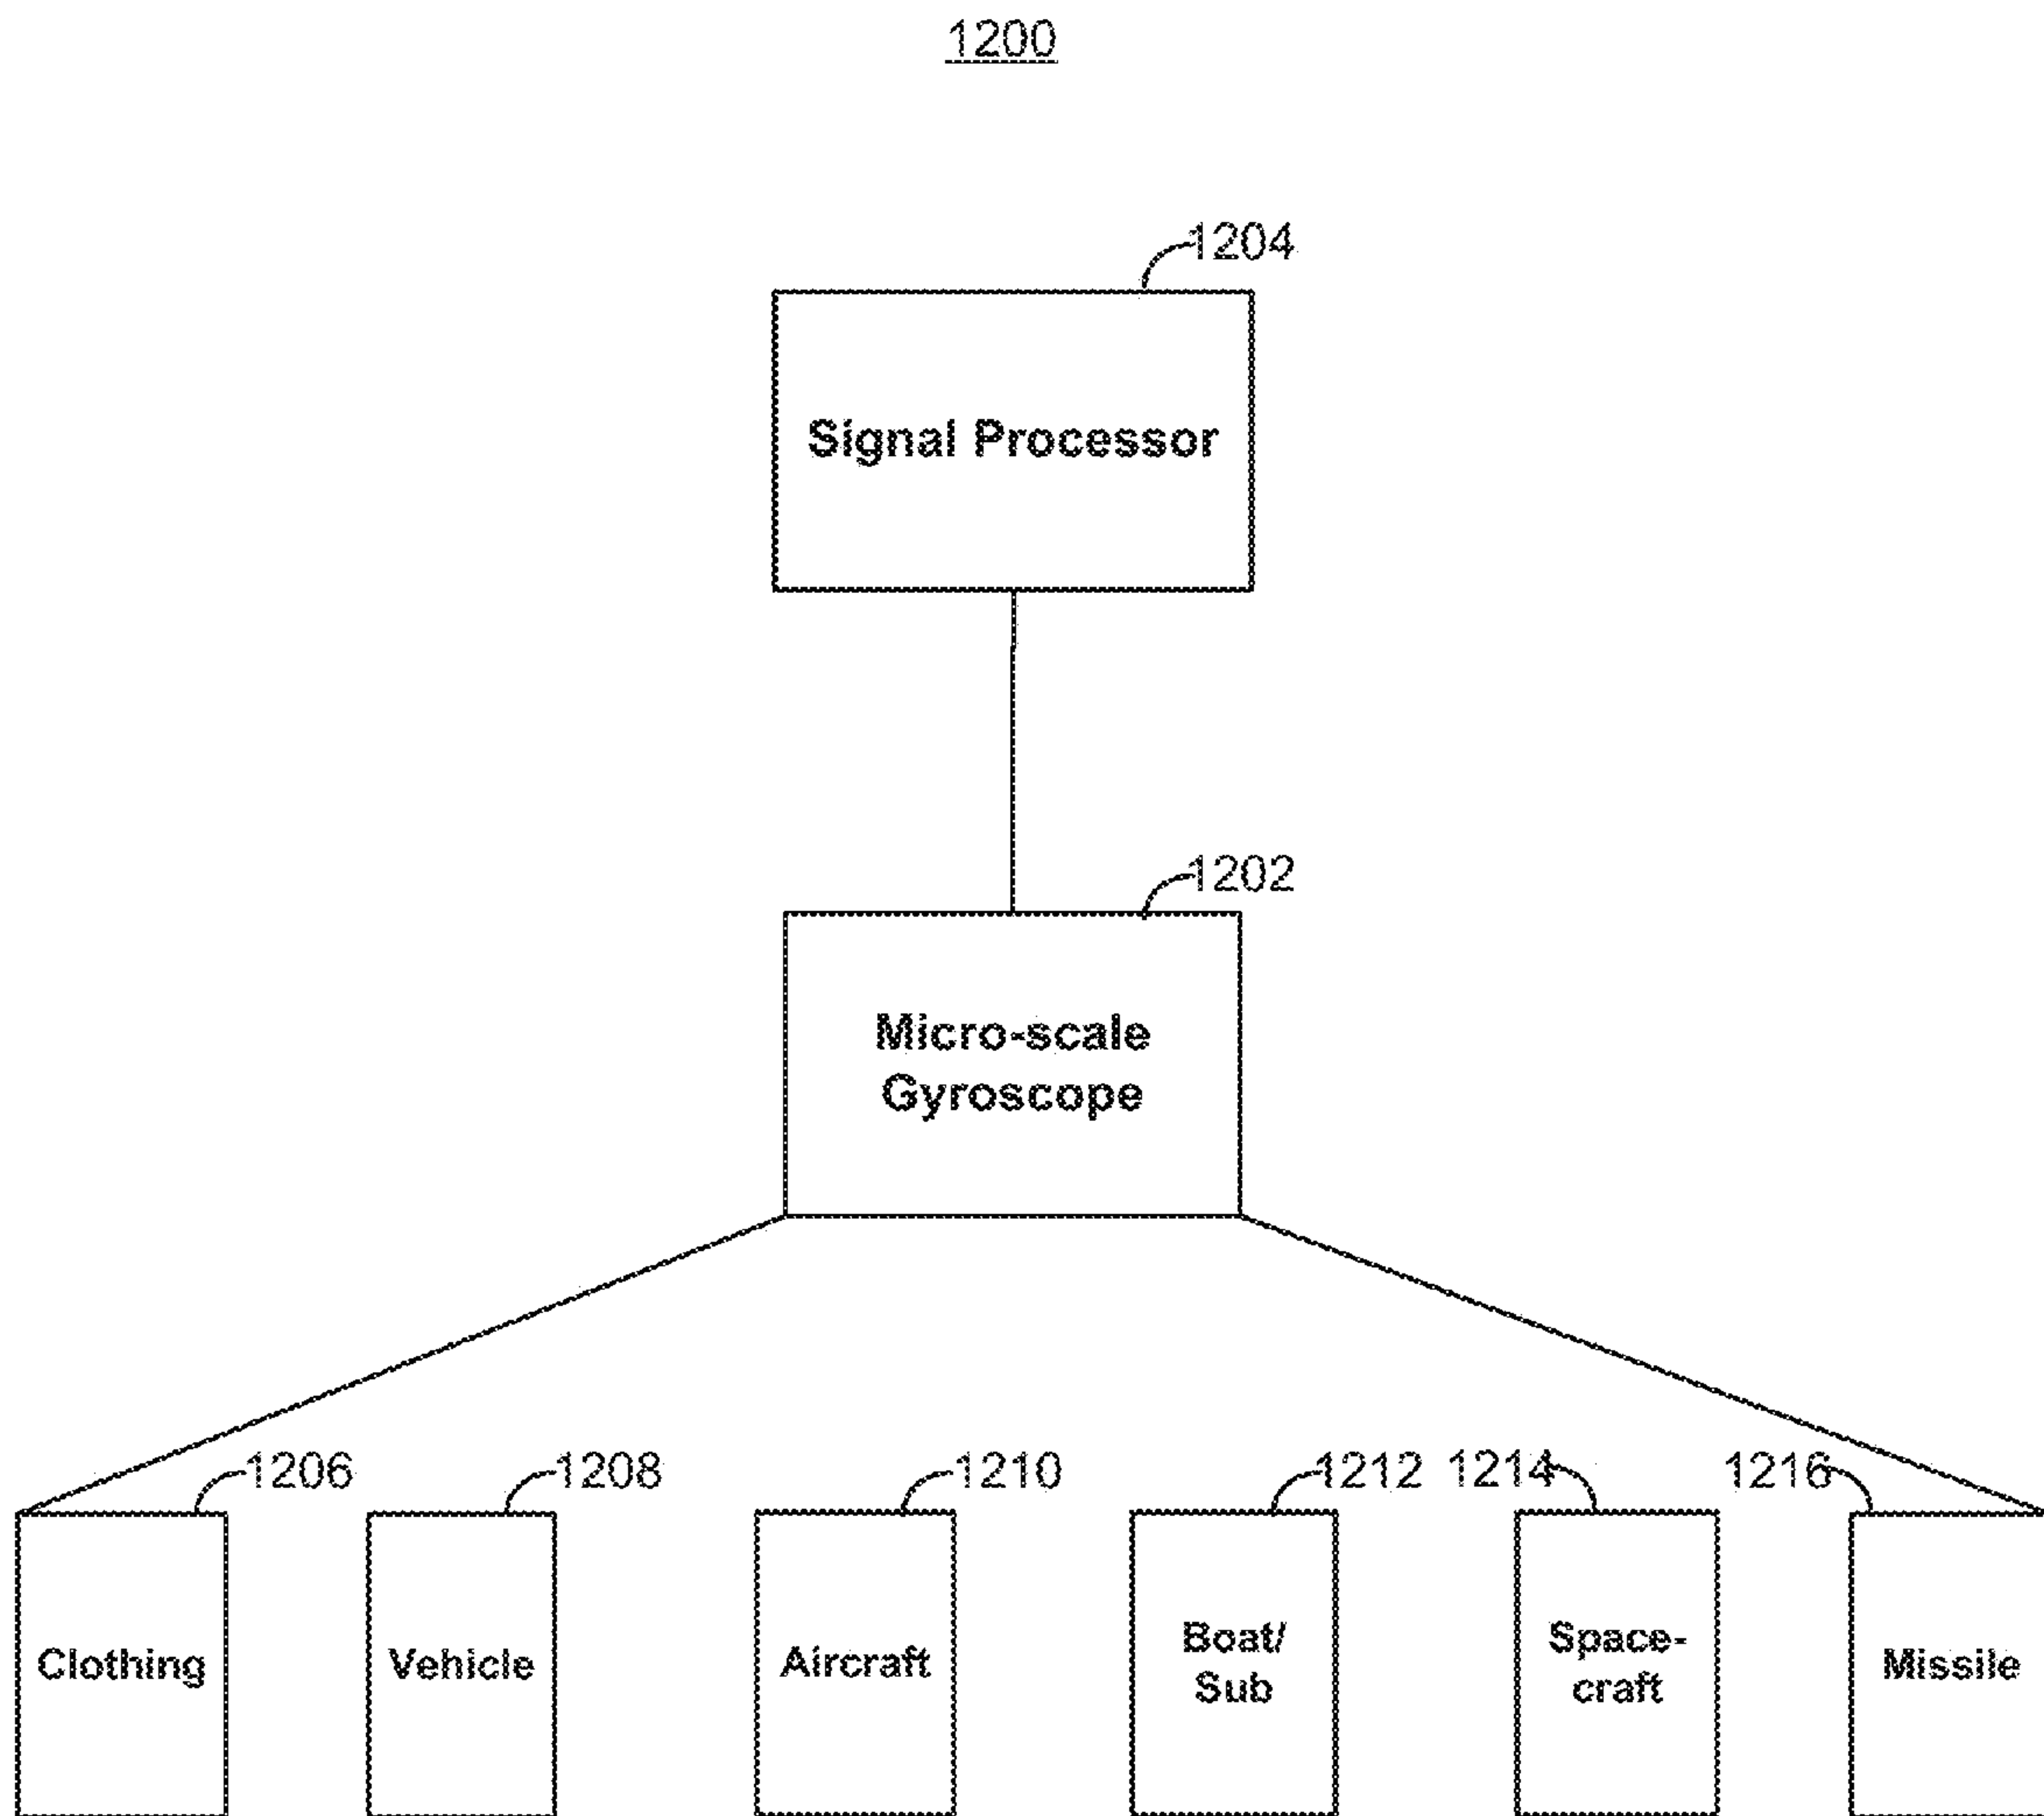 1200
1204
Signal Processor
1202
Micro-scale
Gyroscope
1206
1208
1210
1212
1214
1216
Clothing
Vehicle
Aircraft
Boat/
Sub
Space-
craft
Missile